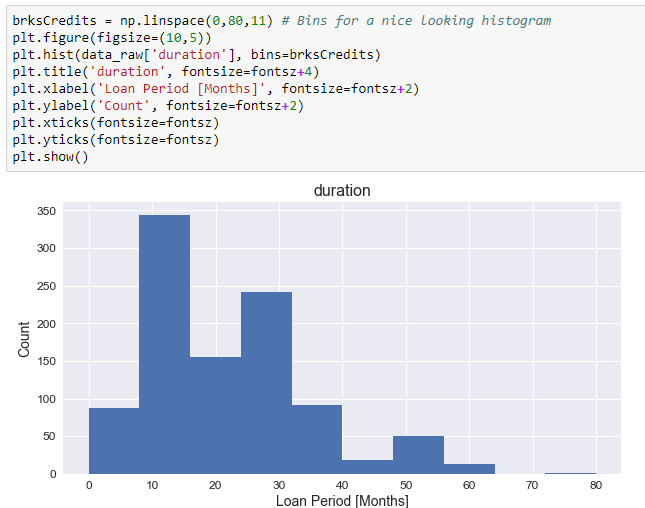 brksCredits = np.linspace(0,80,11) # Bins for a nice looking histogram
plt.figure(figsize=(10,5))
plt.hist(data_raw['duration'], bins=brksCredits)
plt.title('duration', fontsize=fontsz+4)
plt.xlabel('Loan Period [Months]', fontsize=fontsz+2)
plt.ylabel('Count', fontsize=fontsz+2)
plt.xticks(fontsize=fontsz)
plt.yticks(fontsize=fontsz)
plt.show()
duration
350
300
250
200
150
100
50
0
Count
0 10 20 30 40 50 60 70 80
Loan Period [Months]